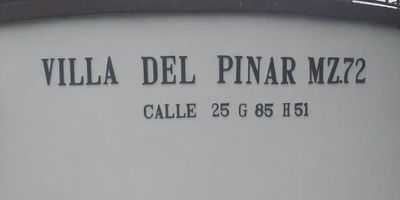 VILLA DEL PINAR MZ.72
CALLE 25 G 85 H 51